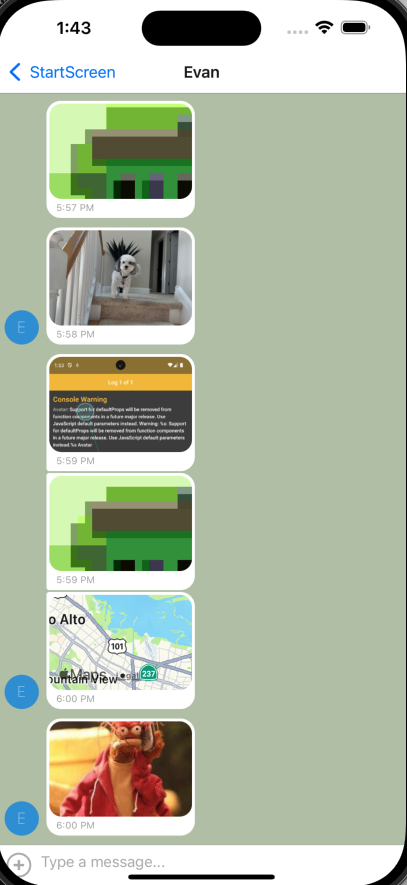 1:43
StartScreen
Evan
5:57 PM
E
5:58 PM
Log 1 of 1
Console Warning
Avatar: Support for defaultProps will be removed from
function components in a future major release. Use
JavaScript default parameters instead. Warning: %s: Support
for defaultProps will be removed from function components
in a future major release. Use JavaScript default parameters
instead.%s Avatar
5:59 PM
5:59 PM
o Alto
101
Maps
Legal
237
ountain View
E
6:00 PM
E
6:00 PM
Type a message...